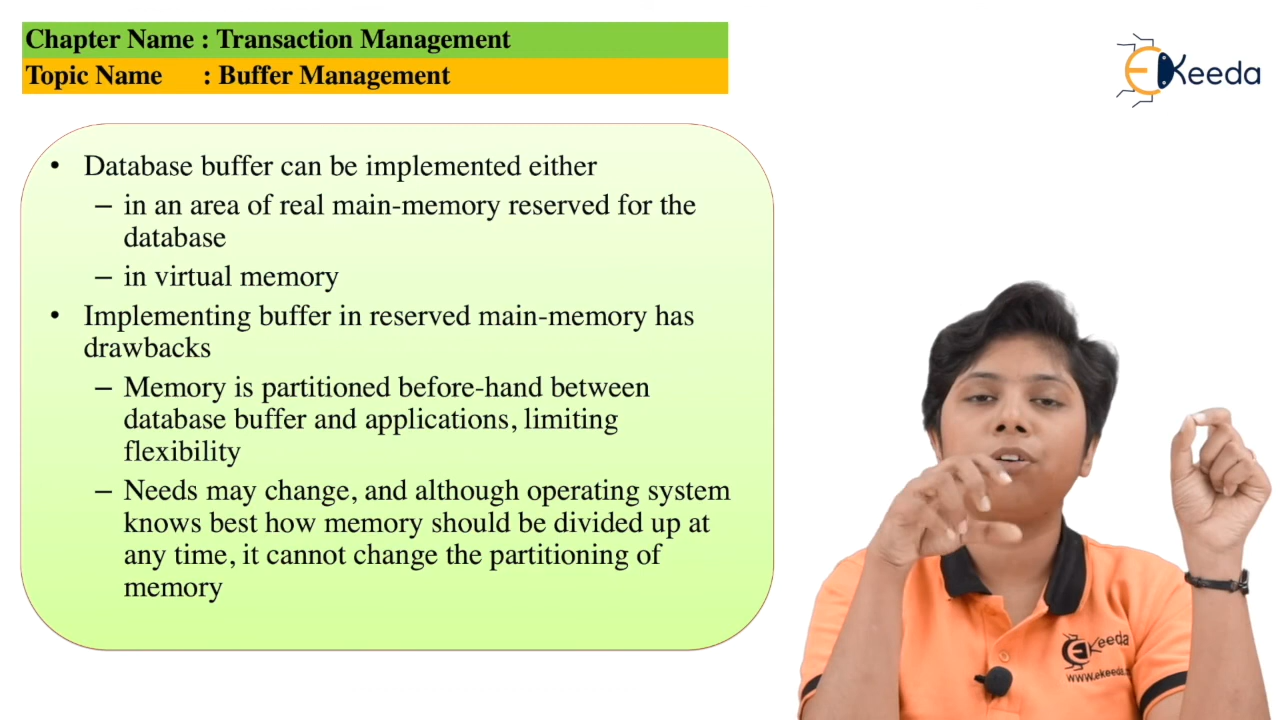 Chapter Name : Transaction Management
Topic Name : Buffer Management
EKeeda
• Database buffer can be implemented either
– in an area of real main-memory reserved for the
database
– in virtual memory
• Implementing buffer in reserved main-memory has
drawbacks
– Memory is partitioned before-hand between
database buffer and applications, limiting
flexibility
– Needs may change, and although operating system
knows best how memory should be divided up at
any time, it cannot change the partitioning of
memory
EKeeda